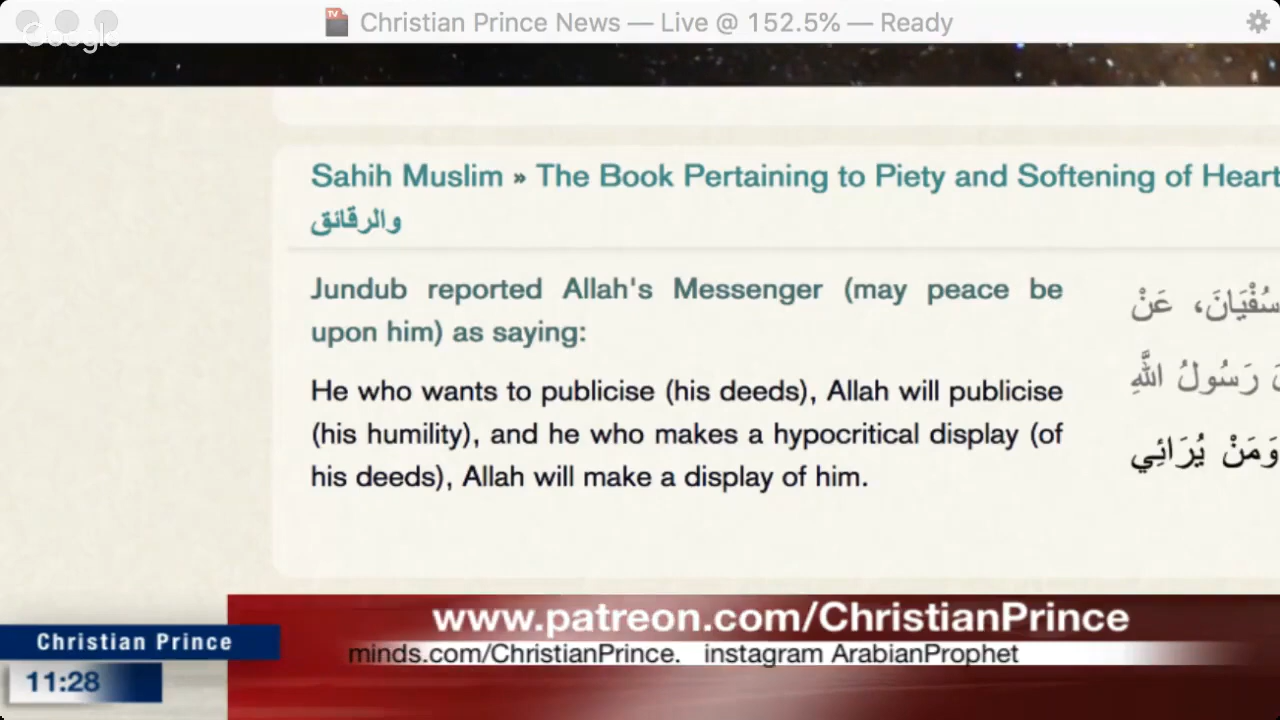 Christian Prince News — Live @ 152.5% — Ready
Google
Sahih Muslim » The Book Pertaining to Piety and Softening of Heart
والرقائق
Jundub reported Allah's Messenger (may peace be
upon him) as saying:
He who wants to publicise (his deeds), Allah will publicise
(his humility), and he who makes a hypocritical display (of
his deeds), Allah will make a display of him.
سُفْيَانَ، عَنْ
رَسُولُ اللَّهِ
وَمَنْ يُرَائِي
www.patreon.com/ChristianPrince
minds.com/ChristianPrince. instagram ArabianProphet
Christian Prince
11:28